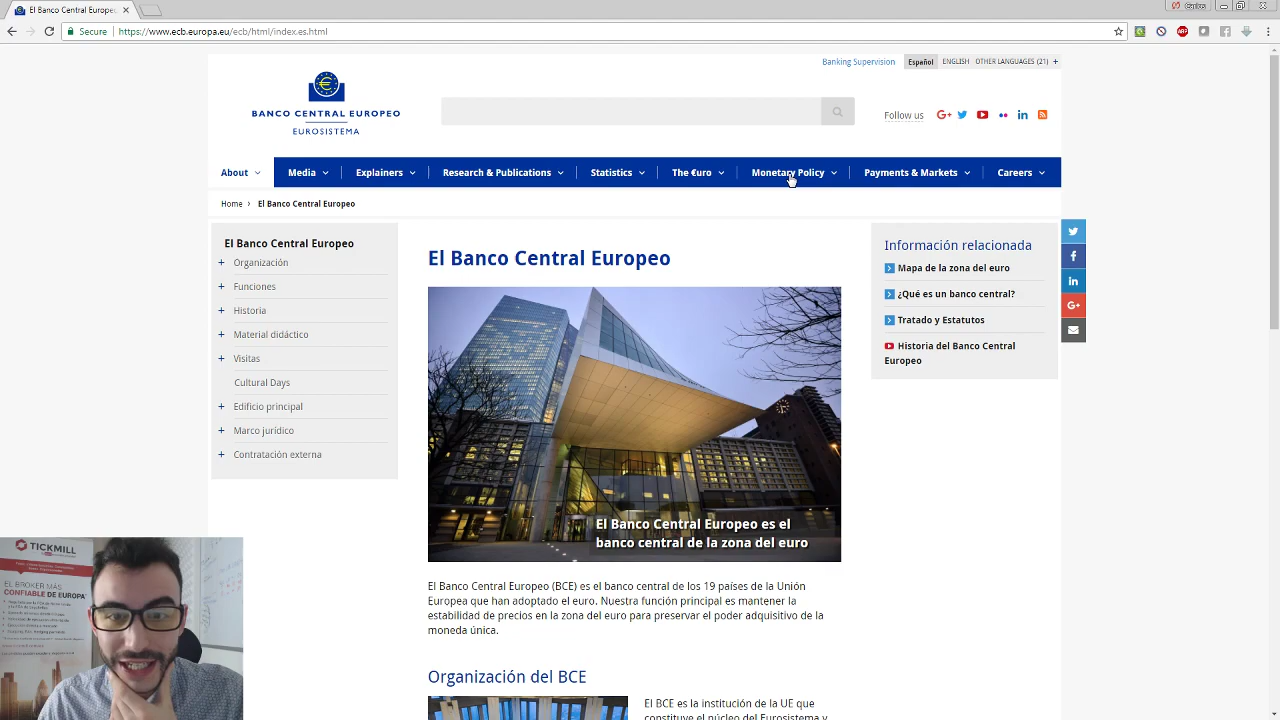 El Banco Central Europeo
Secure
https://www.ecb.europa.eu/ecb/html/index.es.html
Banking Supervision
Español
ENGLISH
OTHER LANGUAGES (21) +
BANCO CENTRAL EUROPEO
EUROSISTEMA
Follow us
About
Media
Explainers
Research & Publications
Statistics
The €uro
Monetary Policy
Payments & Markets
Careers
Home › El Banco Central Europeo
El Banco Central Europeo
+ Organización
+ Funciones
+ Historia
+ Material didáctico
+ Visitas
Cultural Days
+ Edificio principal
+ Marco jurídico
+ Contratación externa
El Banco Central Europeo
El Banco Central Europeo es el
banco central de la zona del euro
El Banco Central Europeo (BCE) es el banco central de los 19 países de la Unión
Europea que han adoptado el euro. Nuestra función principal es mantener la
estabilidad de precios en la zona del euro para preservar el poder adquisitivo de la
moneda única.
Organización del BCE
El BCE es la institución de la UE que
constituye el núcleo del Eurosistema y
Información relacionada
Mapa de la zona del euro
¿Qué es un banco central?
Tratado y Estatutos
Historia del Banco Central
Europeo
TICKMILL
EL BROKER MÁS
CONFIABLE DE EUROPA